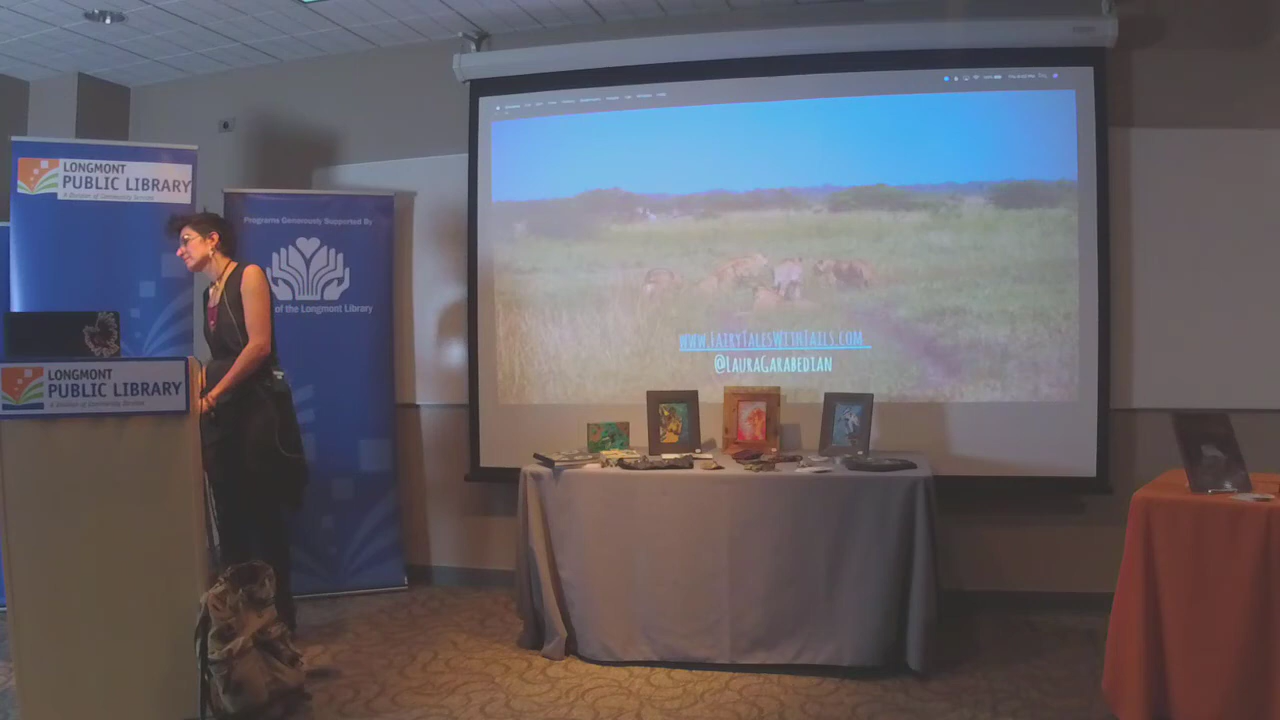 LONGMONT
PUBLIC LIBRARY
A Division of Community Services
Programs Generously Supported By
of the Longmont Library
LONGMONT
PUBLIC LIBRARY
A Division of Community Services
www.FairyTalesWithTails.com
@LauraGarabedian